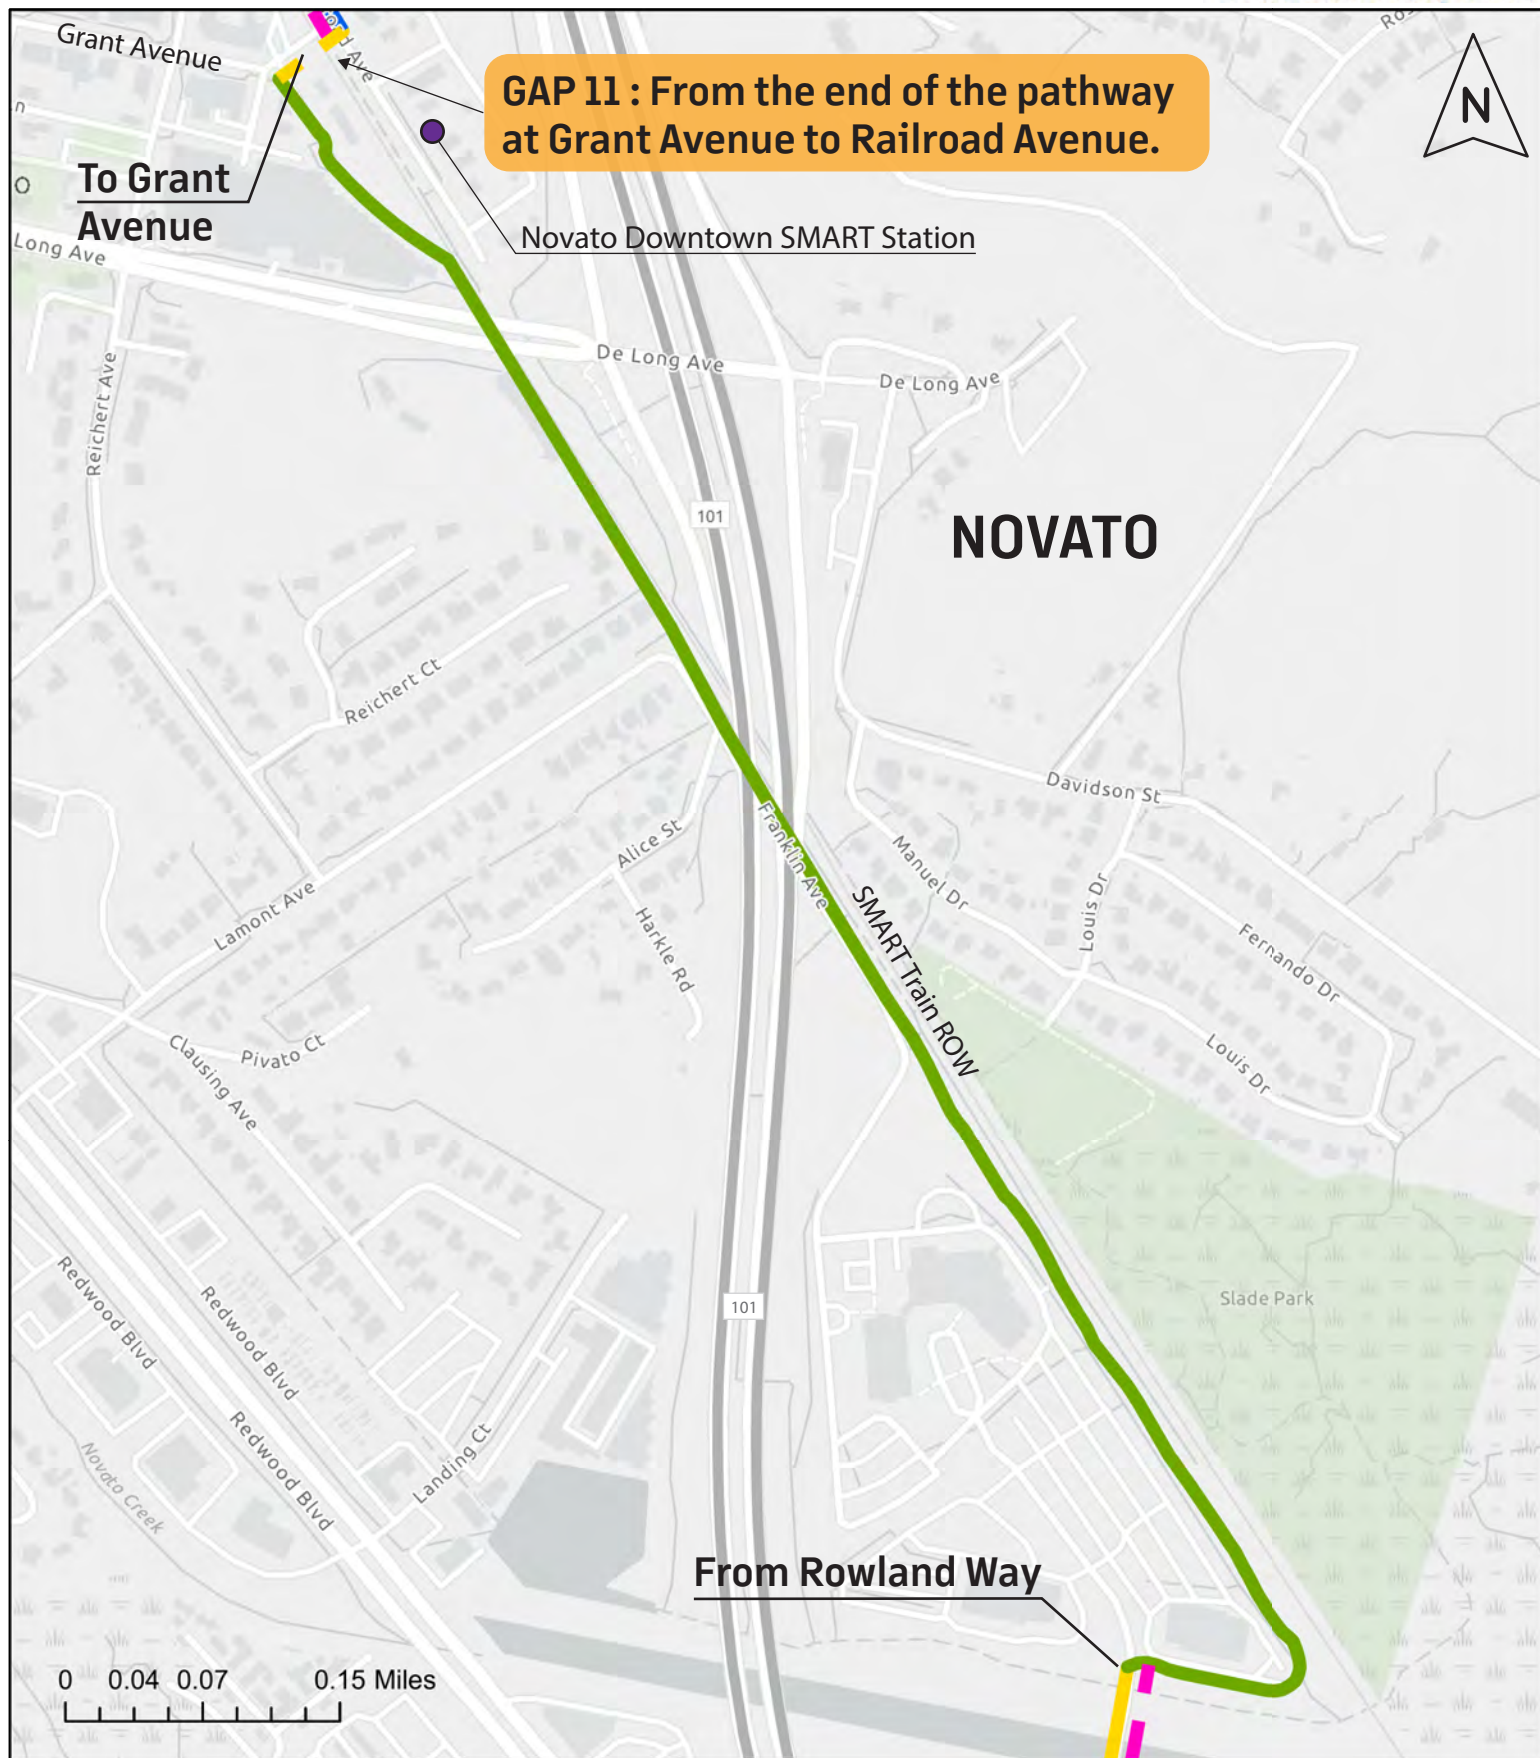 Grant Avenue
Ave
GAP 11 : From the end of the pathway
at Grant Avenue to Railroad Avenue.
N
To Grant
Avenue
Novato Downtown SMART Station
Long Ave
De Long Ave
De Long Ave
Reichert Ave
101
NOVATO
Reichert Ct
Davidson St
Alice St
Franklin Ave
Manuel Dr
Louis Dr
Lamont Ave
Harkle Rd
SMART Train ROW
Fernando Dr
Clausing Ave
Pivato Ct
Louis Dr
Redwood Blvd
Redwood Blvd
101
Slade Park
Redwood Blvd
Landing Ct
Novato Creek
From Rowland Way
0 0.04 0.07 0.15 Miles